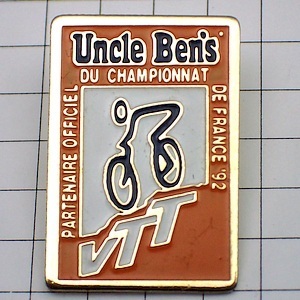 Uncle Ben's
PARTENAIRE OFFICIEL
DU CHAMPIONNAT
DE FRANCE '92
VTT